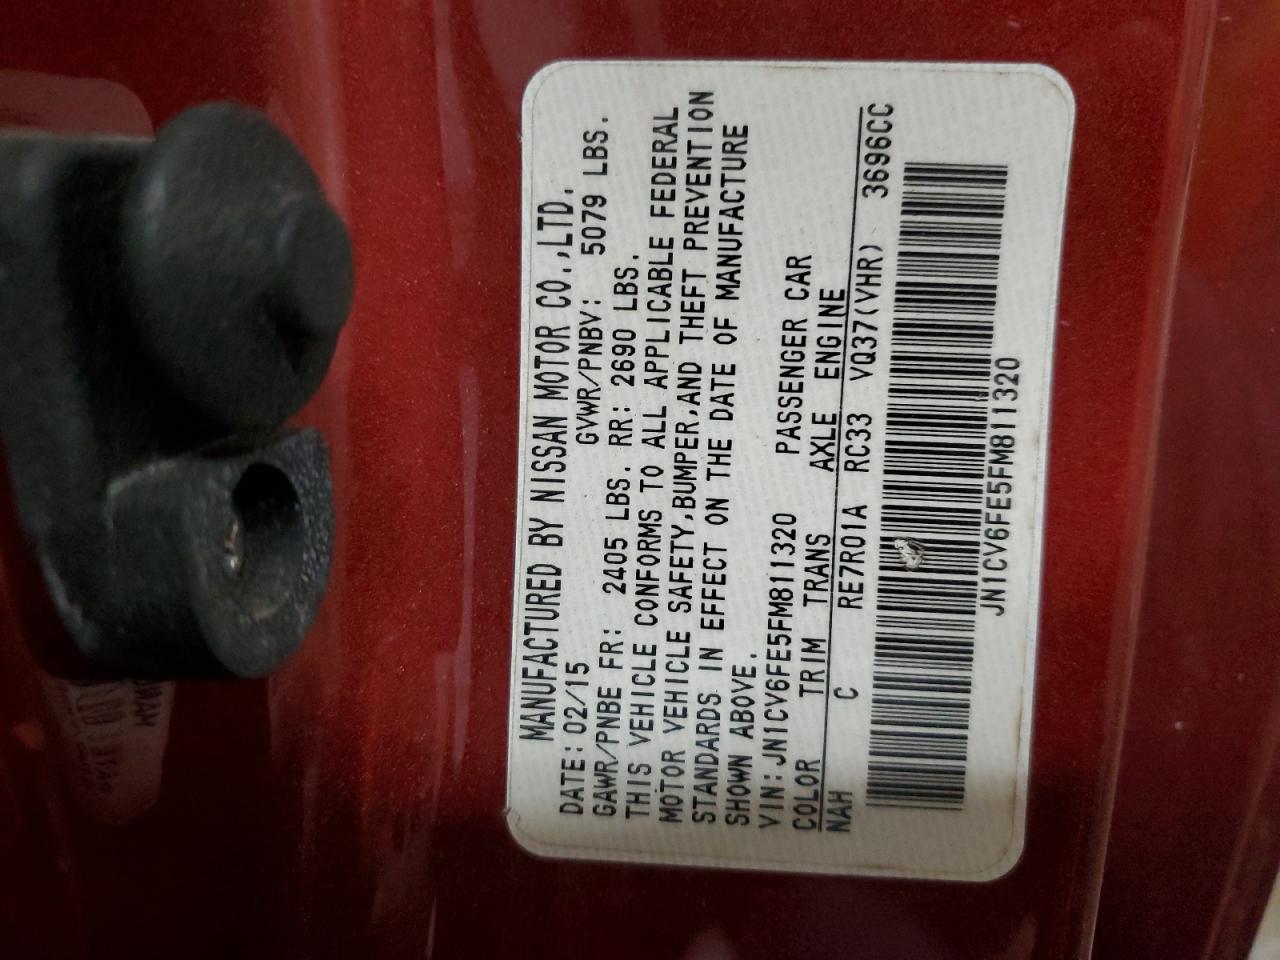 MANUFACTURED BY NISSAN MOTOR CO.,LTD.
DATE:02/15 GVWR/PNBV: 5079 LBS.
GAWR/PNBE FR: 2405 LBS. RR: 2690 LBS.
THIS VEHICLE CONFORMS TO ALL APPLICABLE FEDERAL
MOTOR VEHICLE SAFETY,BUMPER,AND THEFT PREVENTION
STANDARDS IN EFFECT ON THE DATE OF MANUFACTURE
SHOWN ABOVE.
VIN:JN1CV6FE5FM811320 PASSENGER CAR
COLOR TRIM TRANS AXLE ENGINE
NAH C RE7R01A RC33 VQ37(VHR) 3696CC
JN1CV6FE5FM811320